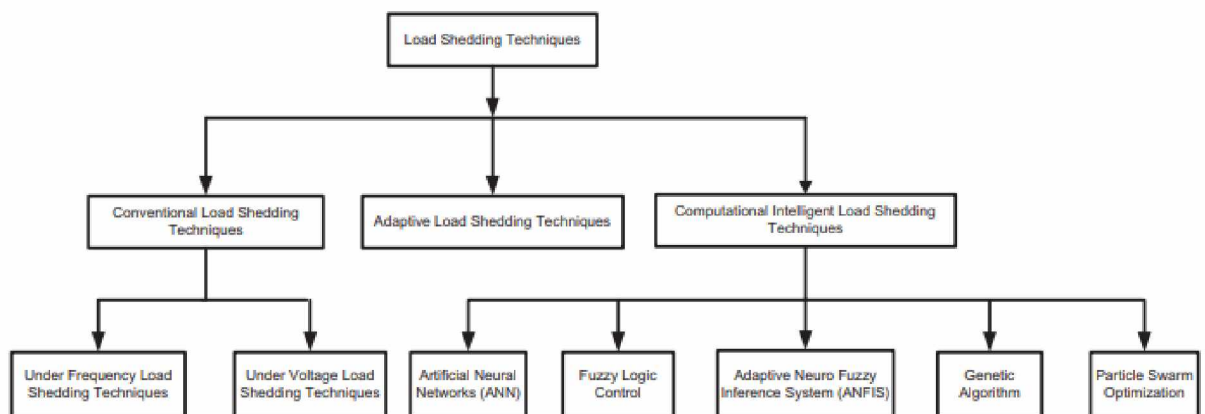 Load Shedding Techniques
Conventional Load Shedding
Techniques
Adaptive Load Shedding Techniques
Computational Intelligent Load Shedding
Techniques
Under Frequency Load
Shedding Techniques
Under Voltage Load
Shedding Techniques
Artificial Neural
Networks (ANN)
Fuzzy Logic
Control
Adaptive Neuro Fuzzy
Inference System (ANFIS)
Genetic
Algorithm
Particle Swarm
Optimization